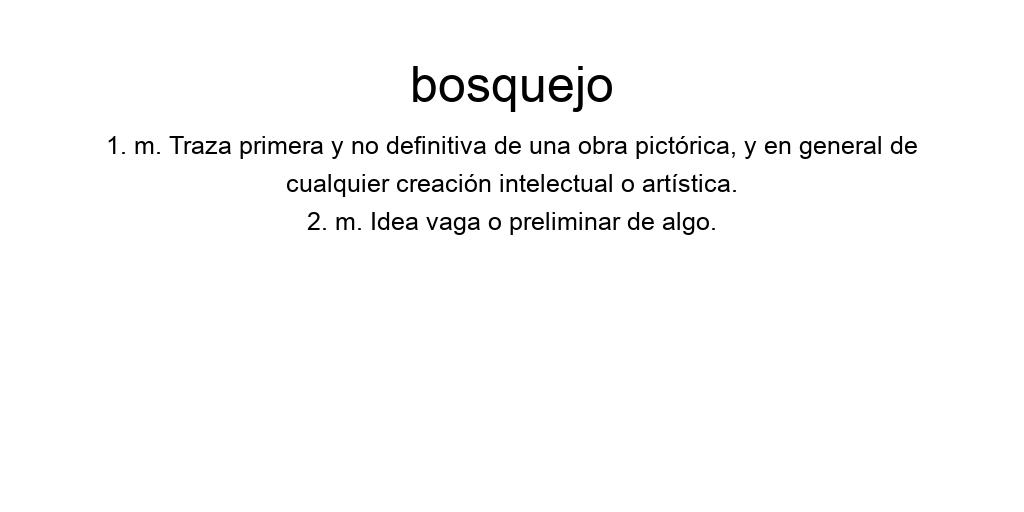 bosquejo
1. m. Traza primera y no definitiva de una obra pictórica, y en general de
cualquier creación intelectual o artística.
2. m. Idea vaga o preliminar de algo.